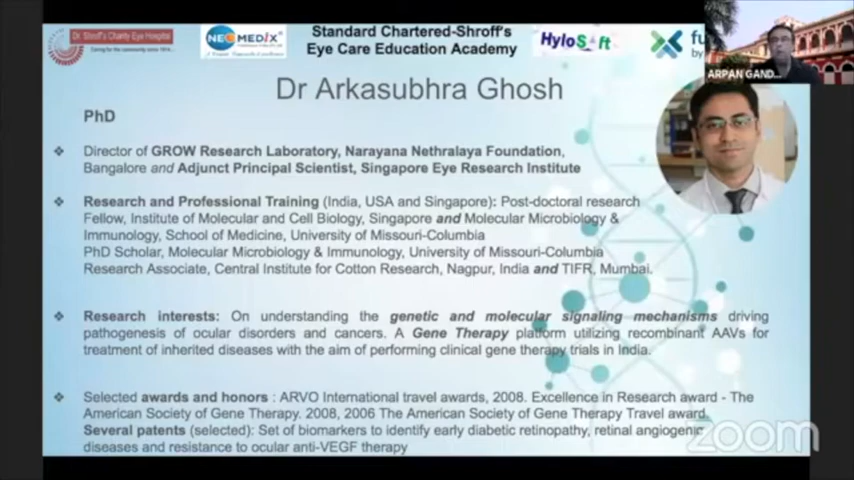 Dr. Shroff's Charity Eye Hospital
Caring for the community since 1914...
NEOMEDIX
Standard Chartered-Shroff's
Eye Care Education Academy
HyloSoft
fu
by
ARPAN GAND...
Dr Arkasubhra Ghosh
PhD
❖ Director of GROW Research Laboratory, Narayana Nethralaya Foundation,
Bangalore and Adjunct Principal Scientist, Singapore Eye Research Institute
❖ Research and Professional Training (India, USA and Singapore): Post-doctoral research
Fellow, Institute of Molecular and Cell Biology, Singapore and Molecular Microbiology &
Immunology, School of Medicine, University of Missouri-Columbia
PhD Scholar, Molecular Microbiology & Immunology, University of Missouri-Columbia
Research Associate, Central Institute for Cotton Research, Nagpur, India and TIFR, Mumbai.
❖ Research interests: On understanding the genetic and molecular signaling mechanisms driving
pathogenesis of ocular disorders and cancers. A Gene Therapy platform utilizing recombinant AAVs for
treatment of inherited diseases with the aim of performing clinical gene therapy trials in India.
❖ Selected awards and honors : ARVO International travel awards, 2008. Excellence in Research award - The
American Society of Gene Therapy. 2008, 2006 The American Society of Gene Therapy Travel award.
Several patents (selected): Set of biomarkers to identify early diabetic retinopathy, retinal angiogenic
diseases and resistance to ocular anti-VEGF therapy
zoom